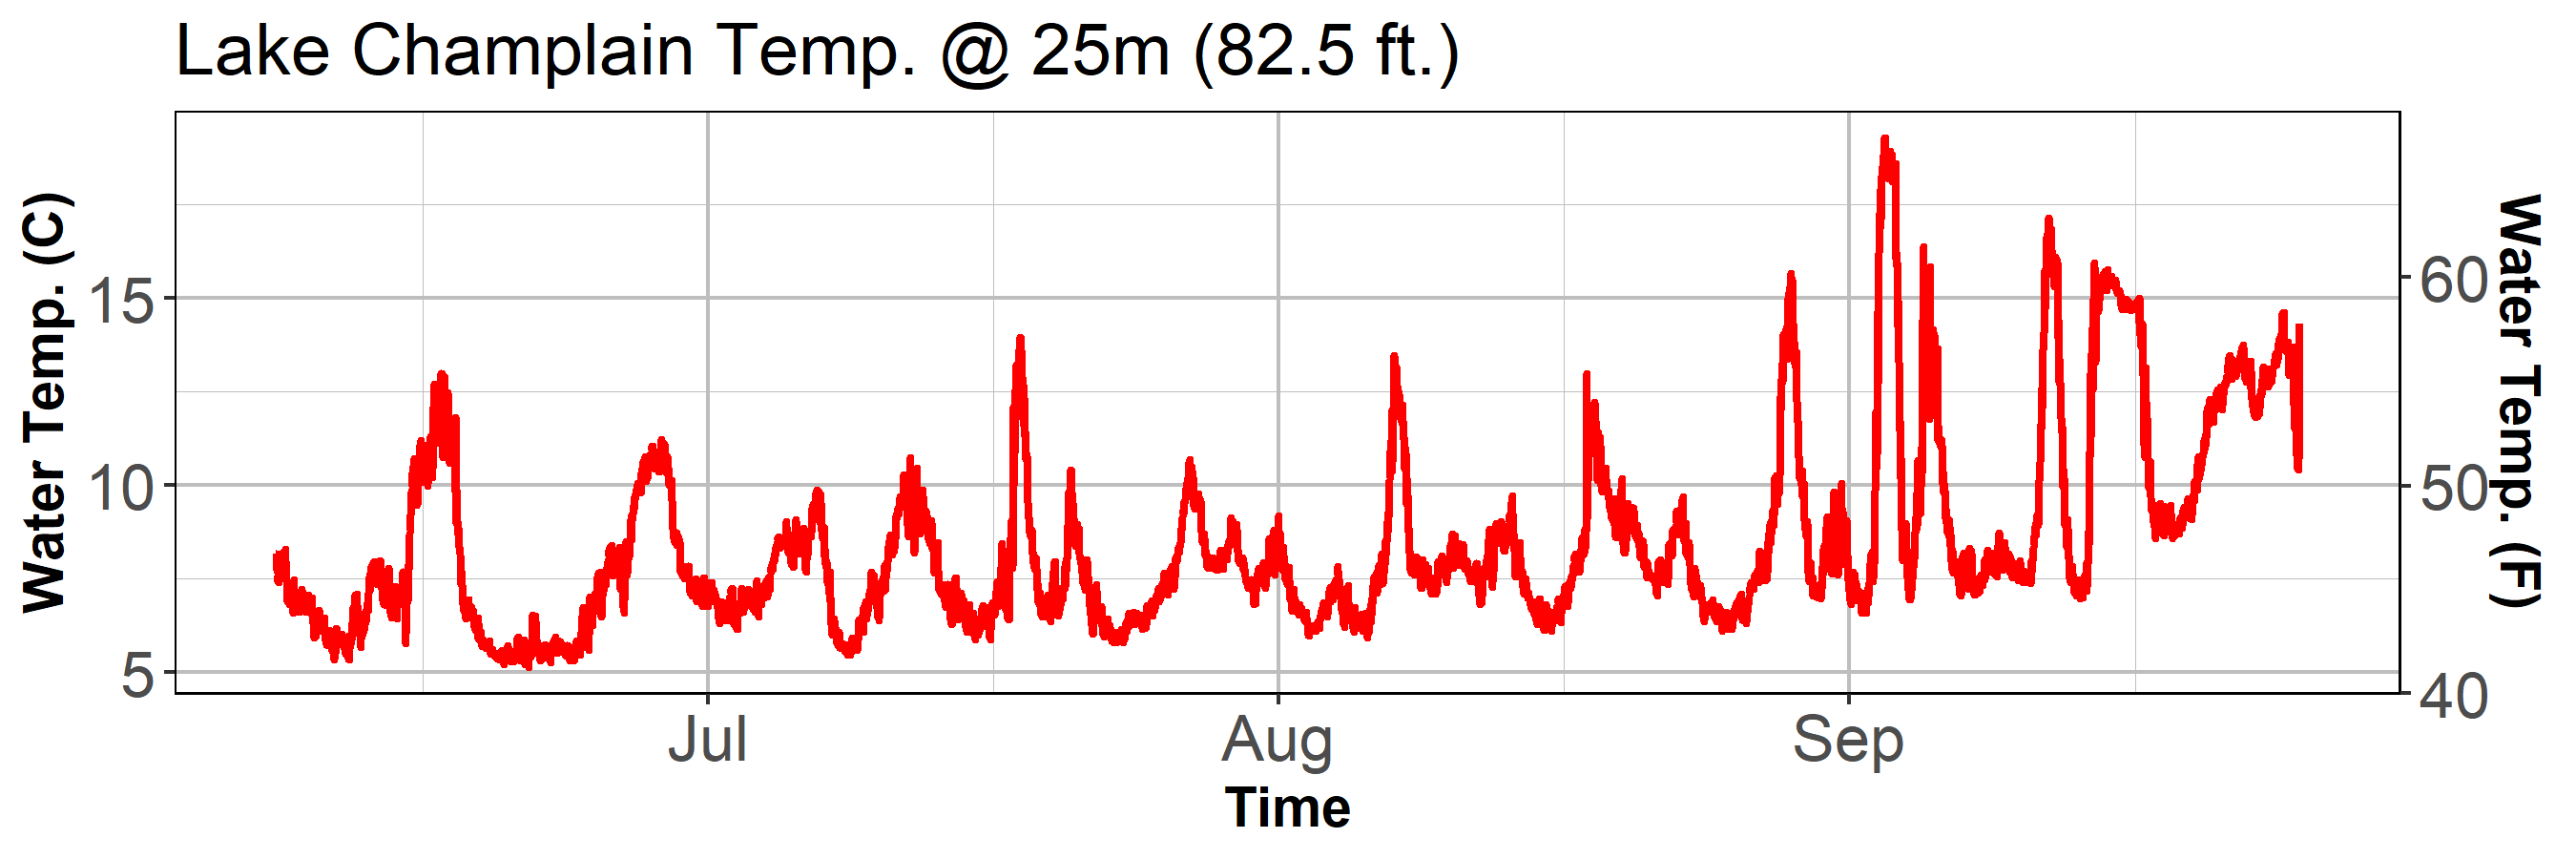 Lake Champlain Temp. @ 25m (82.5 ft.)
Water Temp. (C)
15
10
5
60
50
40
Water Temp. (F)
Jul Aug Sep
Time